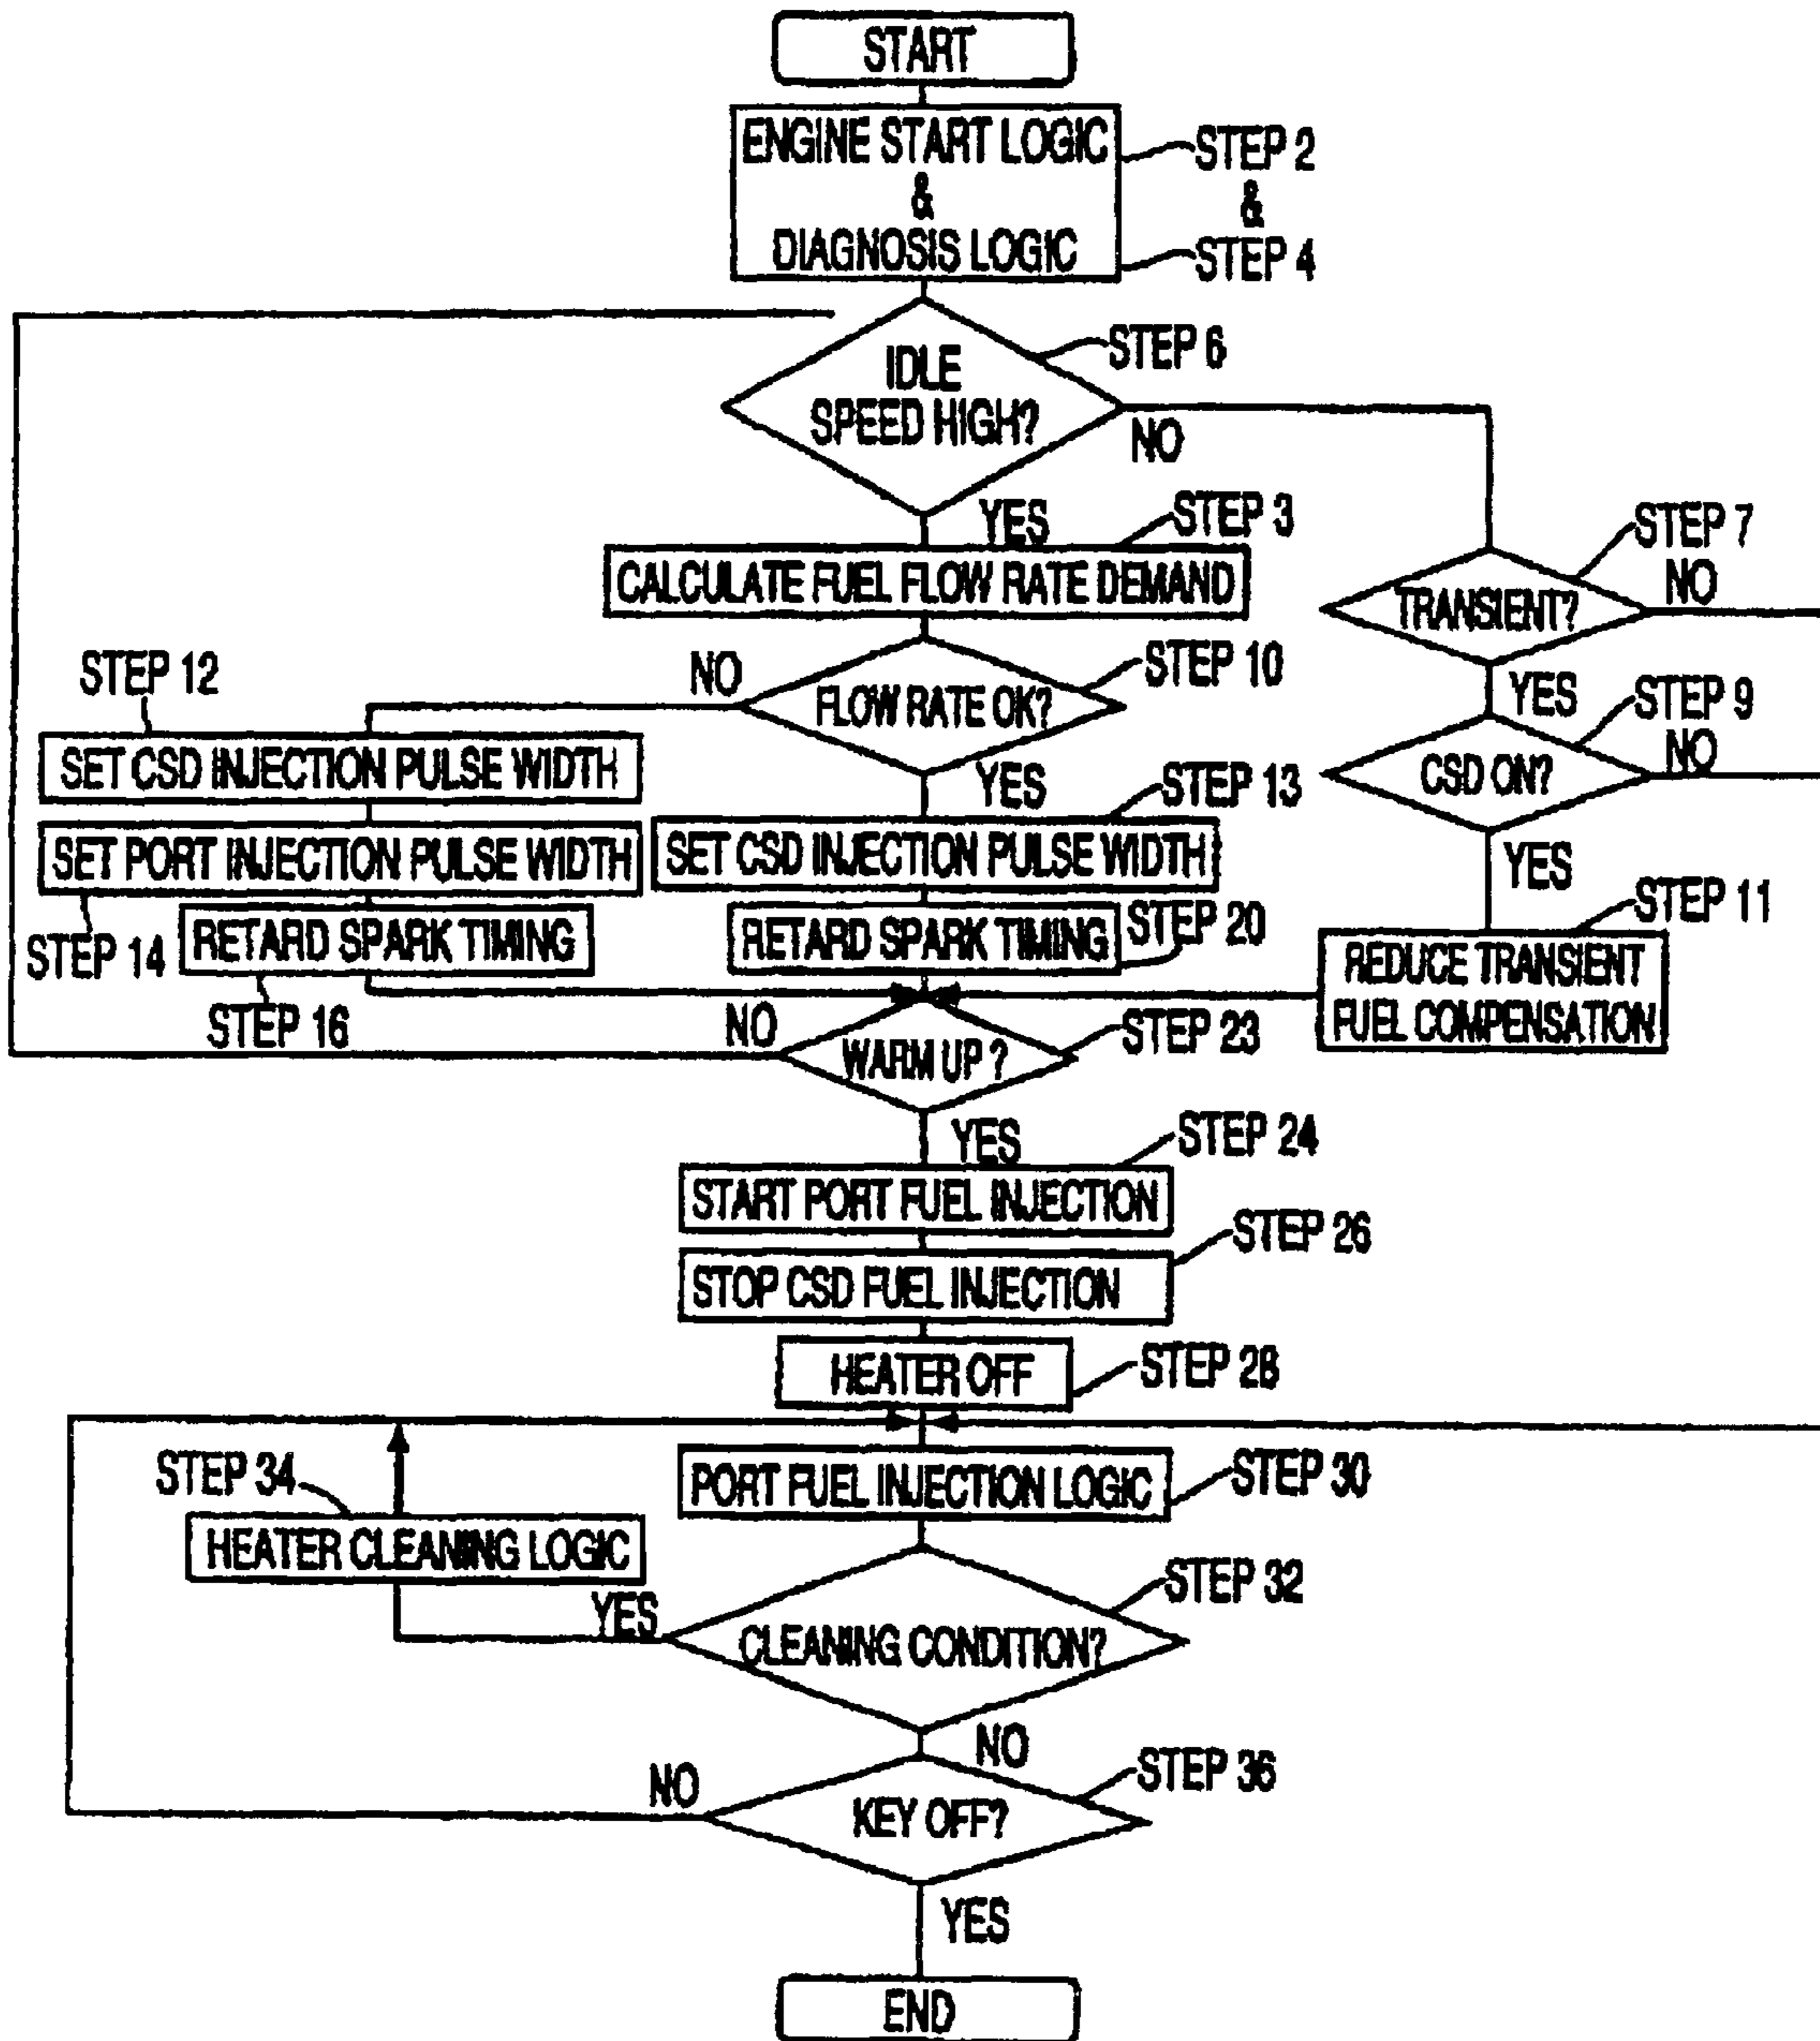 START
ENGINE START LOGIC
&
DIAGNOSIS LOGIC
STEP 2
&
STEP 4
IDLE
SPEED HIGH?
STEP 6
NO
YES
STEP 3
CALCULATE FUEL FLOW RATE DEMAND
STEP 7
TRANSIENT?
NO
YES
STEP 10
FLOW RATE OK?
NO
YES
STEP 9
CSD ON?
NO
YES
STEP 12
SET CSD INJECTION PULSE WIDTH
SET PORT INJECTION PULSE WIDTH
STEP 14
RETARD SPARK TIMING
STEP 16
STEP 13
SET CSD INJECTION PULSE WIDTH
RETARD SPARK TIMING
STEP 20
STEP 11
REDUCE TRANSIENT
FUEL COMPENSATION
NO
WARM UP ?
STEP 23
YES
STEP 24
START PORT FUEL INJECTION
STEP 26
STOP CSD FUEL INJECTION
HEATER OFF
STEP 28
STEP 34
HEATER CLEANING LOGIC
PORT FUEL INJECTION LOGIC
STEP 30
YES
CLEANING CONDITION?
STEP 32
NO
NO
KEY OFF?
STEP 36
YES
END